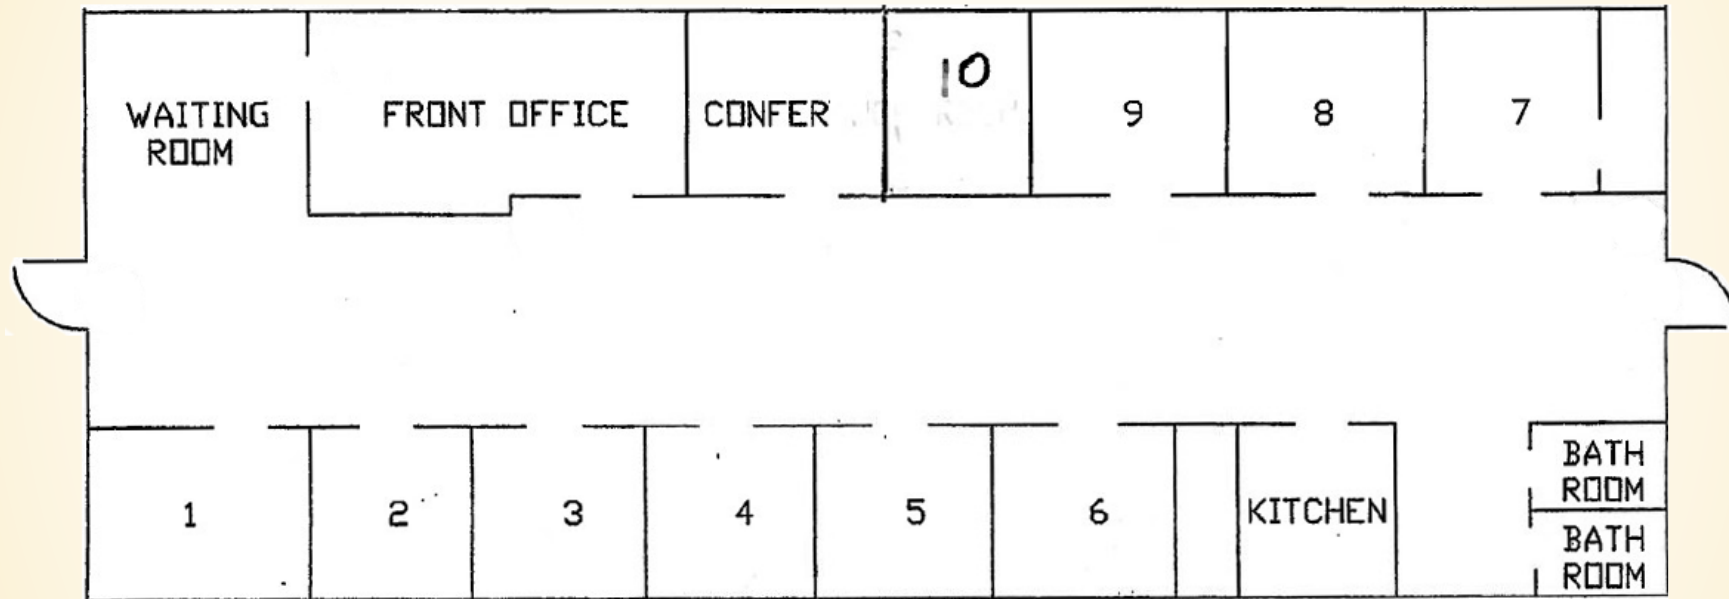 WAITING
ROOM
FRONT OFFICE
CONFER
10
9
8
7
1
2
3
4
5
6
KITCHEN
BATH
ROOM
BATH
ROOM